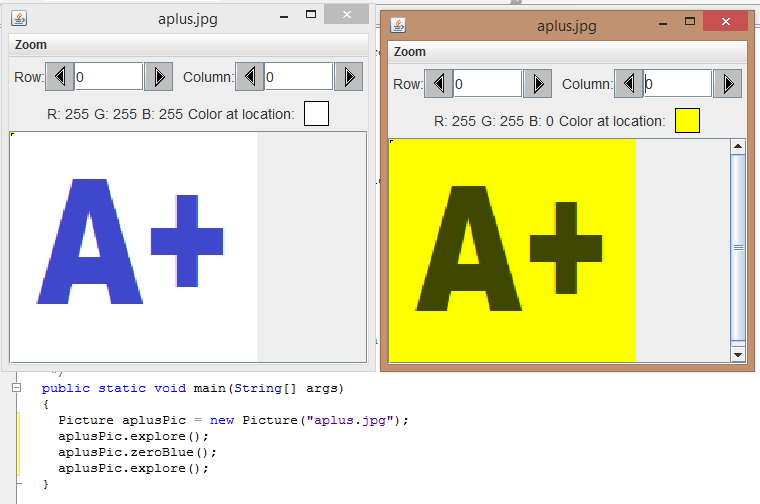 aplus.jpg
Zoom
Row: 0 Column: 0
R: 255 G: 255 B: 255 Color at location:
A+
aplus.jpg
Zoom
Row: 0 Column: 0
R: 255 G: 255 B: 0 Color at location:
A+
*/
public static void main(String[] args)
{
Picture aplusPic = new Picture("aplus.jpg");
aplusPic.explore();
aplusPic.zeroBlue();
aplusPic.explore();
}